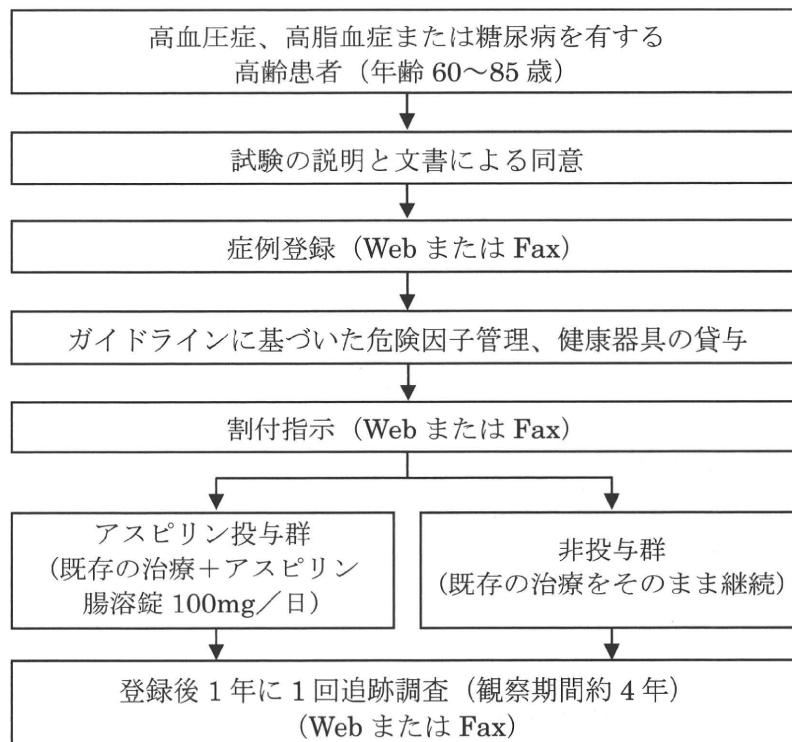 高血圧症、高脂血症または糖尿病を有する
高齢患者（年齢 60～85 歳）
試験の説明と文書による同意
症例登録（Web または Fax）
ガイドラインに基づいた危険因子管理、健康器具の貸与
割付指示（Web または Fax）
アスピリン投与群
（既存の治療＋アスピリン
腸溶錠 100mg／日）
非投与群
（既存の治療をそのまま継続）
登録後 1 年に 1 回追跡調査（観察期間約 4 年）
（Web または Fax）